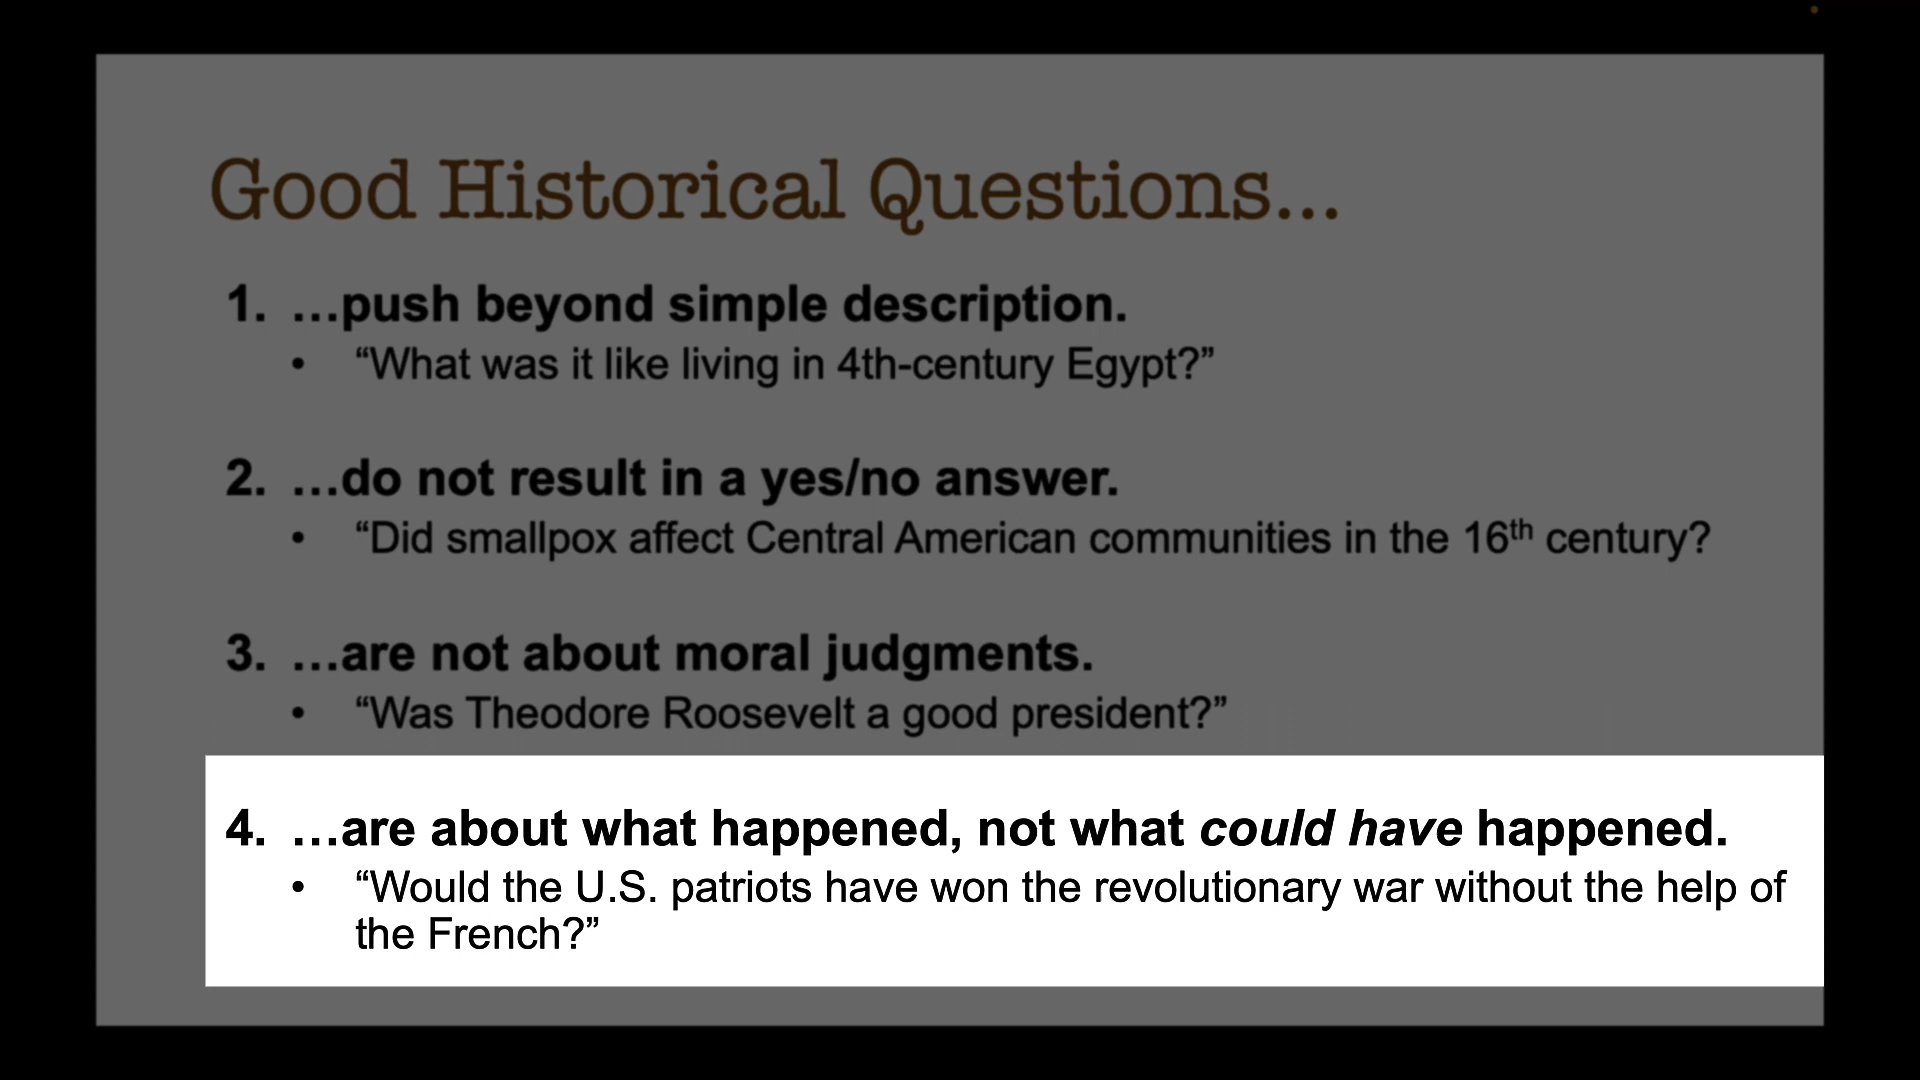 Good Historical Questions...
1. …push beyond simple description.
• “What was it like living in 4th-century Egypt?”
2. …do not result in a yes/no answer.
• “Did smallpox affect Central American communities in the 16th century?
3. …are not about moral judgments.
• “Was Theodore Roosevelt a good president?”
4. …are about what happened, not what could have happened.
• “Would the U.S. patriots have won the revolutionary war without the help of
the French?”